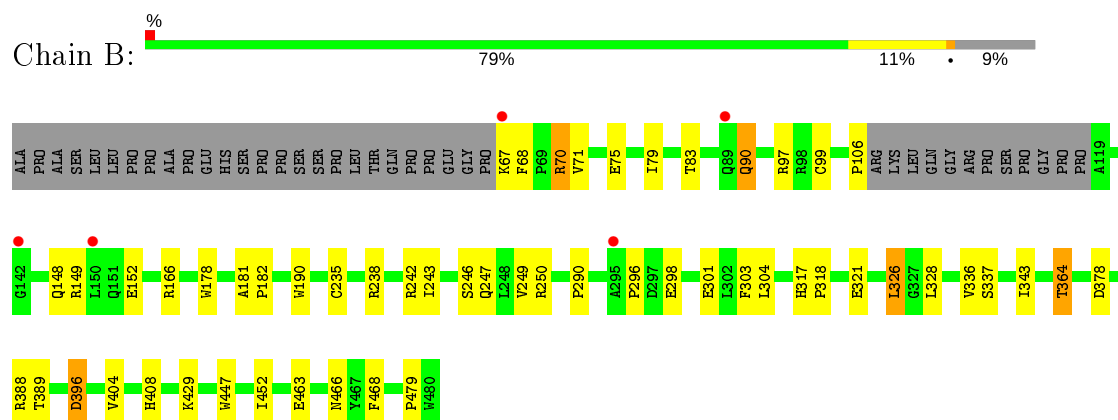 %
Chain B:
79% 11% • 9%
ALA PRO ALA SER LEU LEU PRO PRO ALA PRO GLU HIS SER PRO PRO SER SER PRO LEU THR GLN PRO PRO GLU GLY PRO K67 F68 P69 R70 V71 E75 I79 T83 Q89 Q90 R97 R98 C99 P106 ARG LYS LEU GLN GLY ARG PRO SER PRO GLY PRO PRO A119
G142 Q148 R149 L150 Q151 E152 R166 W178 A181 P182 W190 C235 R238 R242 I243 S246 Q247 L248 V249 R250 P290 A295 P296 D297 E298 E301 L302 F303 L304 H317 P318 E321 L326 G327 L328 V336 S337 I343 T364 D378
R388 T389 D396 V404 H408 K429 W447 I452 E463 N466 Y467 F468 P479 W480